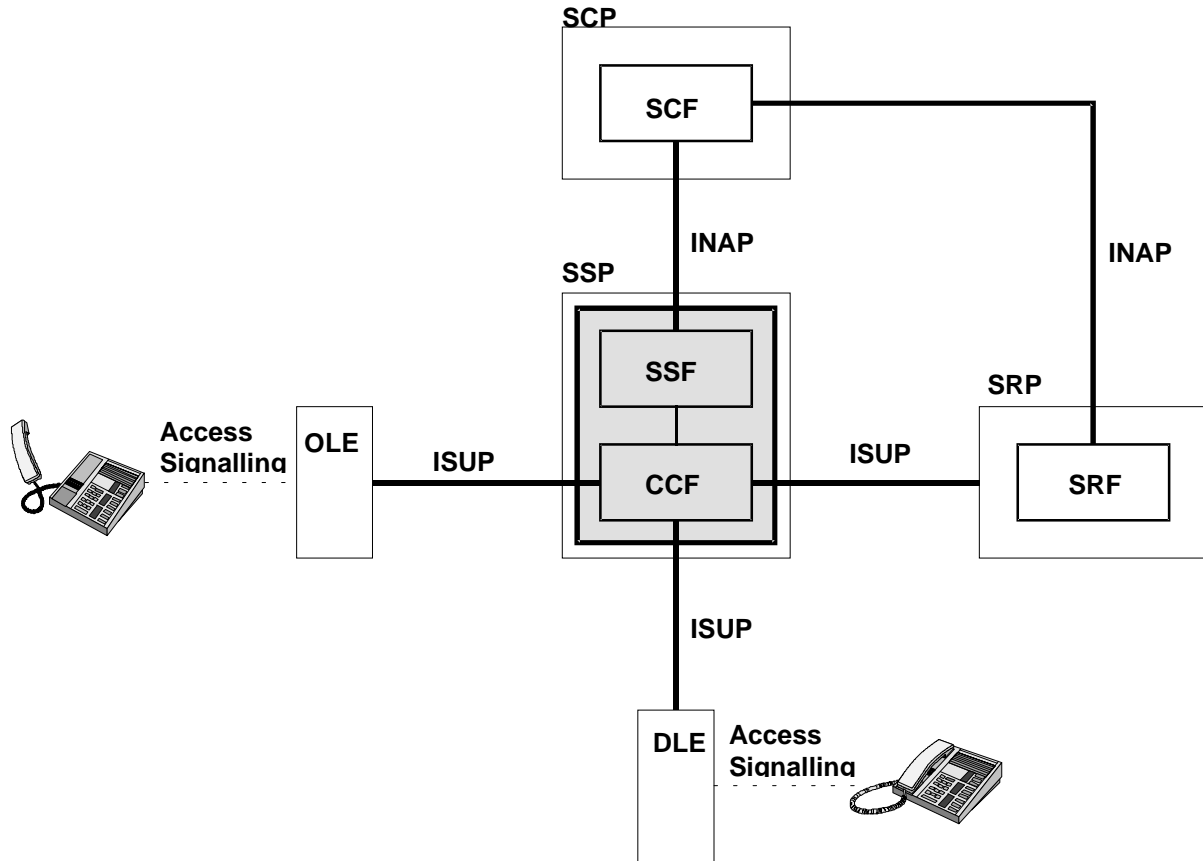 SCP
SCF
INAP
INAP
SSP
SSF
SRP
Access
Signalling
OLE
ISUP
CCF
ISUP
SRF
ISUP
DLE
Access
Signalling